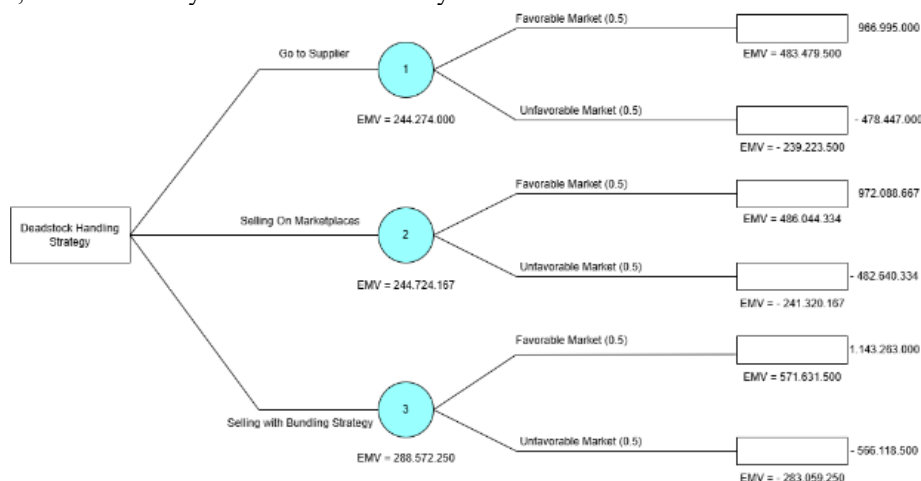 Favorable Market (0.5)
966.995.000
EMV = 483.479.500
Go to Supplier
1
EMV = 244.274.000
Unfavorable Market (0.5)
- 478.447.000
EMV = - 239.223.500
Favorable Market (0.5)
972.088.667
EMV = 486.044.334
Deadstock Handling
Strategy
Selling On Marketplaces
2
EMV = 244.724.167
Unfavorable Market (0.5)
- 482.640.334
EMV = - 241.320.167
Favorable Market (0.5)
1.143.263.000
EMV = 571.631.500
Selling with Bundling Strategy
3
EMV = 288.572.250
Unfavorable Market (0.5)
- 566.118.500
EMV = - 283.059.250